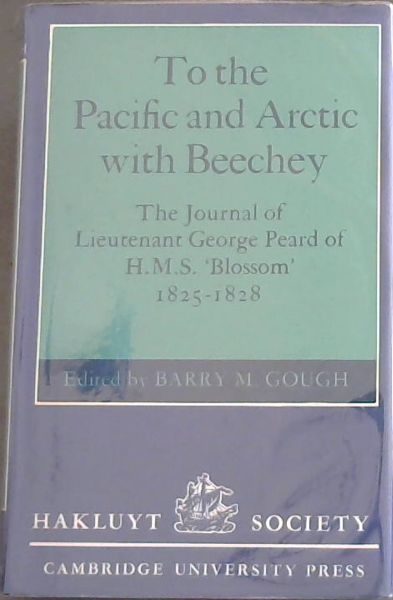 To the
Pacific and Arctic
with Beechey
The Journal of
Lieutenant George Peard of
H.M.S. 'Blossom'
1825-1828
Edited by BARRY M. GOUGH
HAKLUYT SOCIETY
CAMBRIDGE UNIVERSITY PRESS